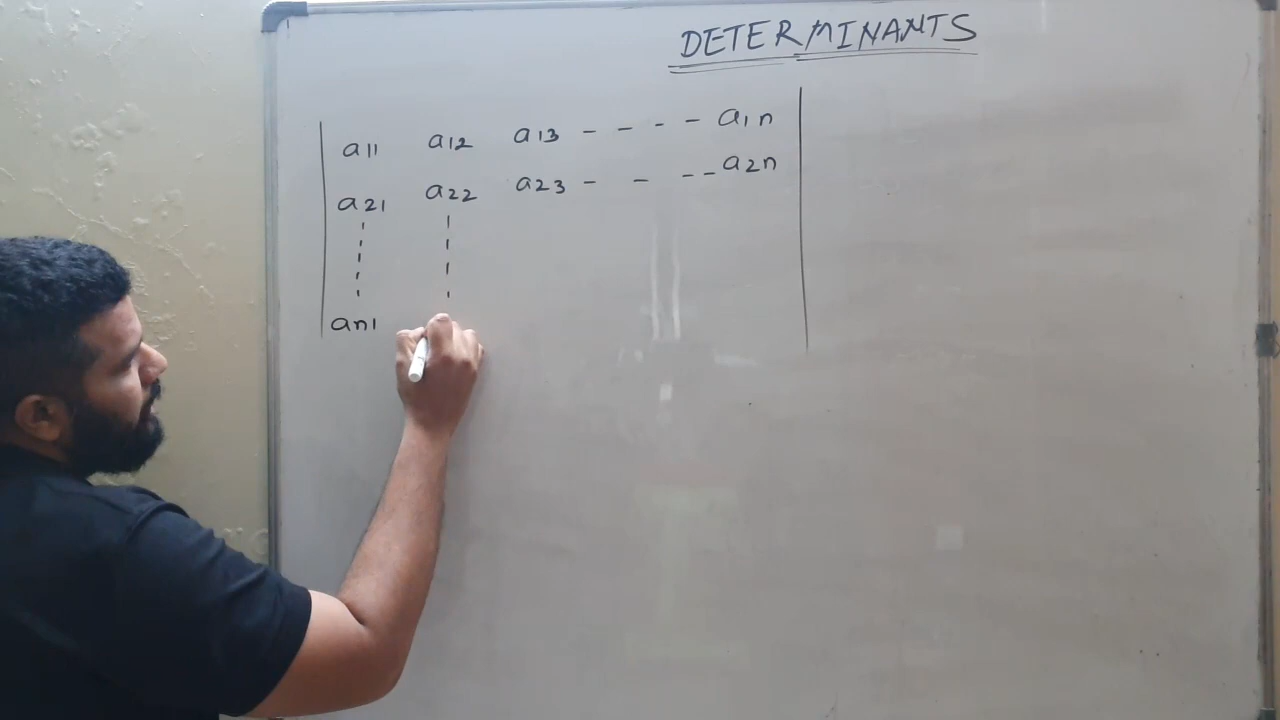 DETERMINANTS
a11 a12 a13 - - - - a1n
a21 a22 a23 - - - - a2n
an1